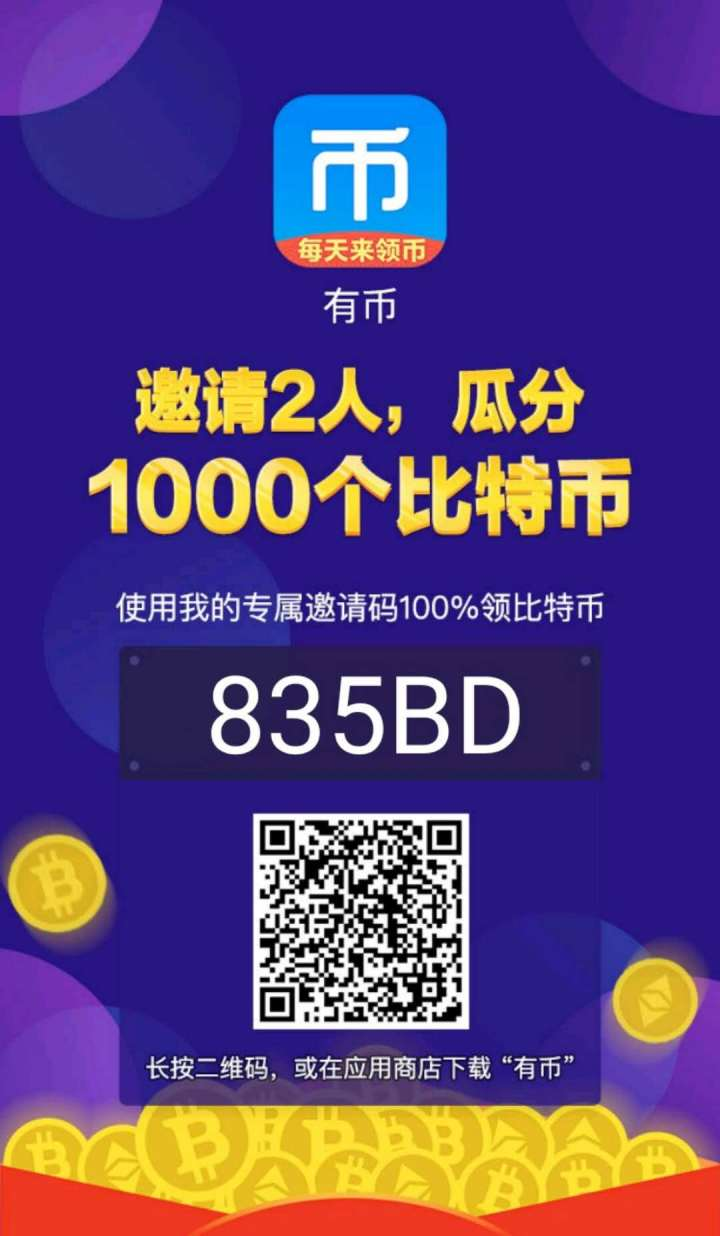 币
每天来领币
有币
邀请2人，瓜分
1000个比特币
使用我的专属邀请码100%领比特币
835BD
长按二维码，或在应用商店下载“有币”